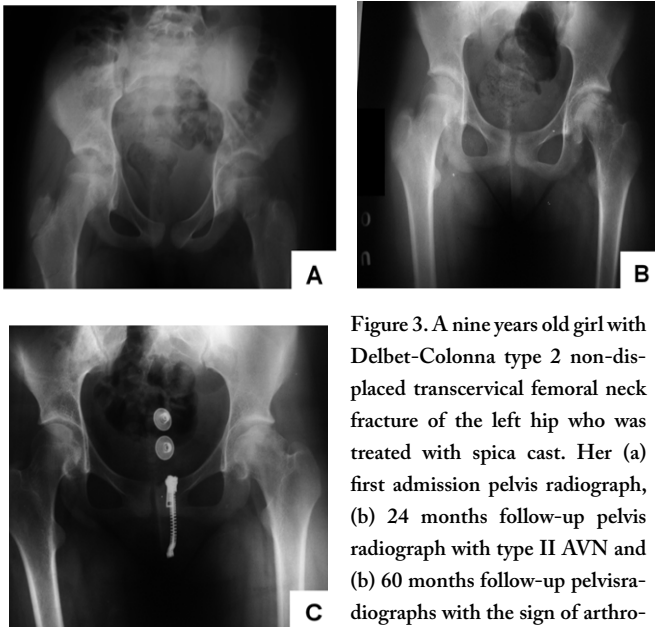 A
B
Figure 3. A nine years old girl with
Delbet-Colonna type 2 non-dis-
placed transcervical femoral neck
fracture of the left hip who was
treated with spica cast. Her (a)
first admission pelvis radiograph,
(b) 24 months follow-up pelvis
radiograph with type II AVN and
(b) 60 months follow-up pelvisra-
diographs with the sign of arthro-
C